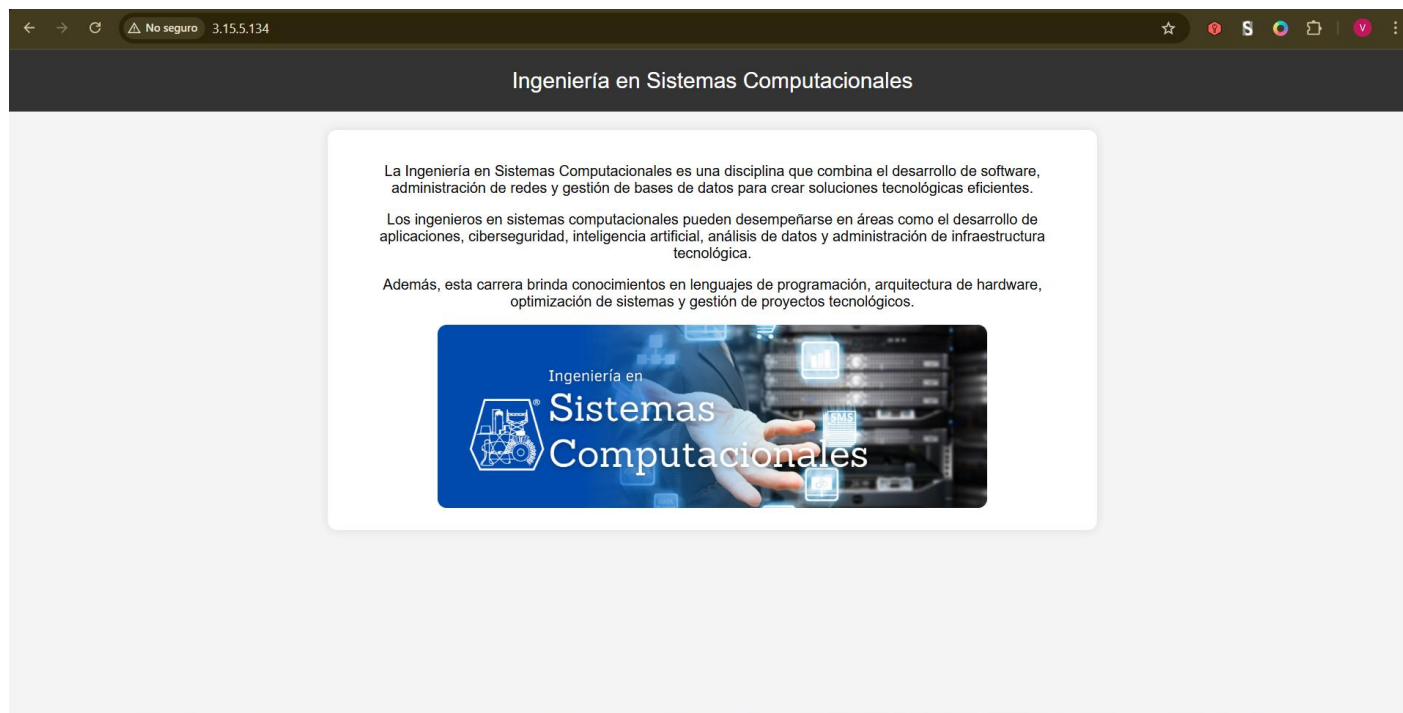 No seguro 3.15.5.134
V
Ingeniería en Sistemas Computacionales
La Ingeniería en Sistemas Computacionales es una disciplina que combina el desarrollo de software,
administración de redes y gestión de bases de datos para crear soluciones tecnológicas eficientes.
Los ingenieros en sistemas computacionales pueden desempeñarse en áreas como el desarrollo de
aplicaciones, ciberseguridad, inteligencia artificial, análisis de datos y administración de infraestructura
tecnológica.
Además, esta carrera brinda conocimientos en lenguajes de programación, arquitectura de hardware,
optimización de sistemas y gestión de proyectos tecnológicos.
Ingeniería en
®
Sistemas
SMS
Computacionales